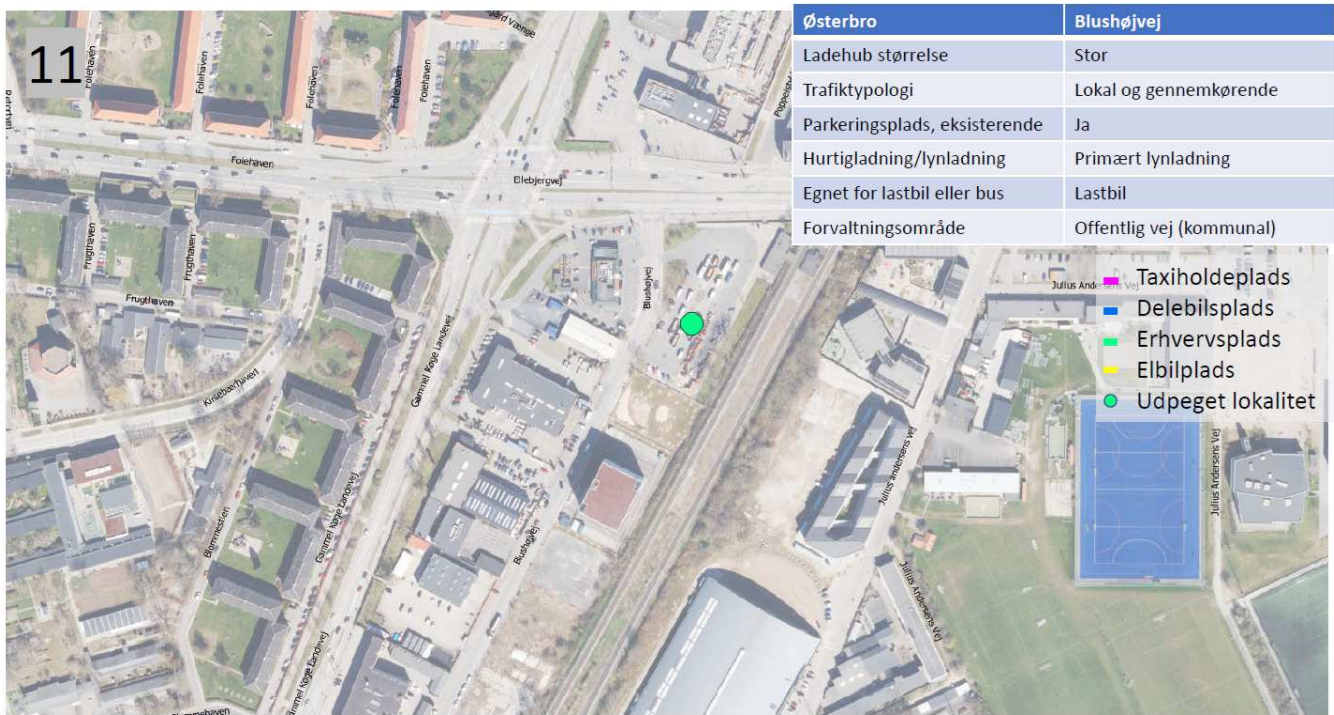 11
Østerbro Blushøjvej
Ladehub størrelse Stor
Trafiktypologi Lokal og gennemkørende
Parkeringsplads, eksisterende Ja
Hurtigladning/lynladning Primært lynladning
Egnet for lastbil eller bus Lastbil
Forvaltningsområde Offentlig vej (kommunal)
Taxiholdeplads
Delebilsplads
Erhvervsplads
Elbilplads
Udpeget lokalitet
Folehaven
Folehaven
Folehaven
Folehaven
Folehaven
Folehaven
Ellebjergvej
Frugthaven
Frugthaven
Frugthaven
Kirsebærhaven
Blommestien
Gammel Køge Landevej
Gammel Køge Landevej
Blushøjvej
Blushøjvej
Julius Andersens Vej
Julius andersens vej
Julius Andersens Vej
Julius Andersens Vej